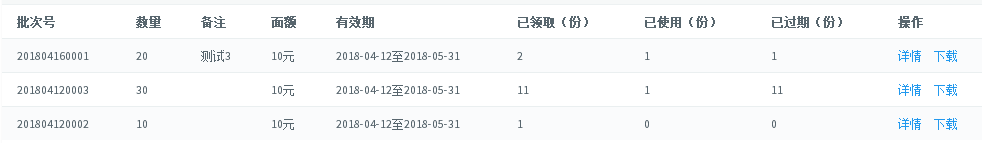 批次号 数量 备注 面额 有效期 已领取（份） 已使用（份） 已过期（份） 操作
201804160001 20 测试3 10元 2018-04-12至2018-05-31 2 1 1 详情 下载
201804120003 30 10元 2018-04-12至2018-05-31 11 1 11 详情 下载
201804120002 10 10元 2018-04-12至2018-05-31 1 0 0 详情 下载